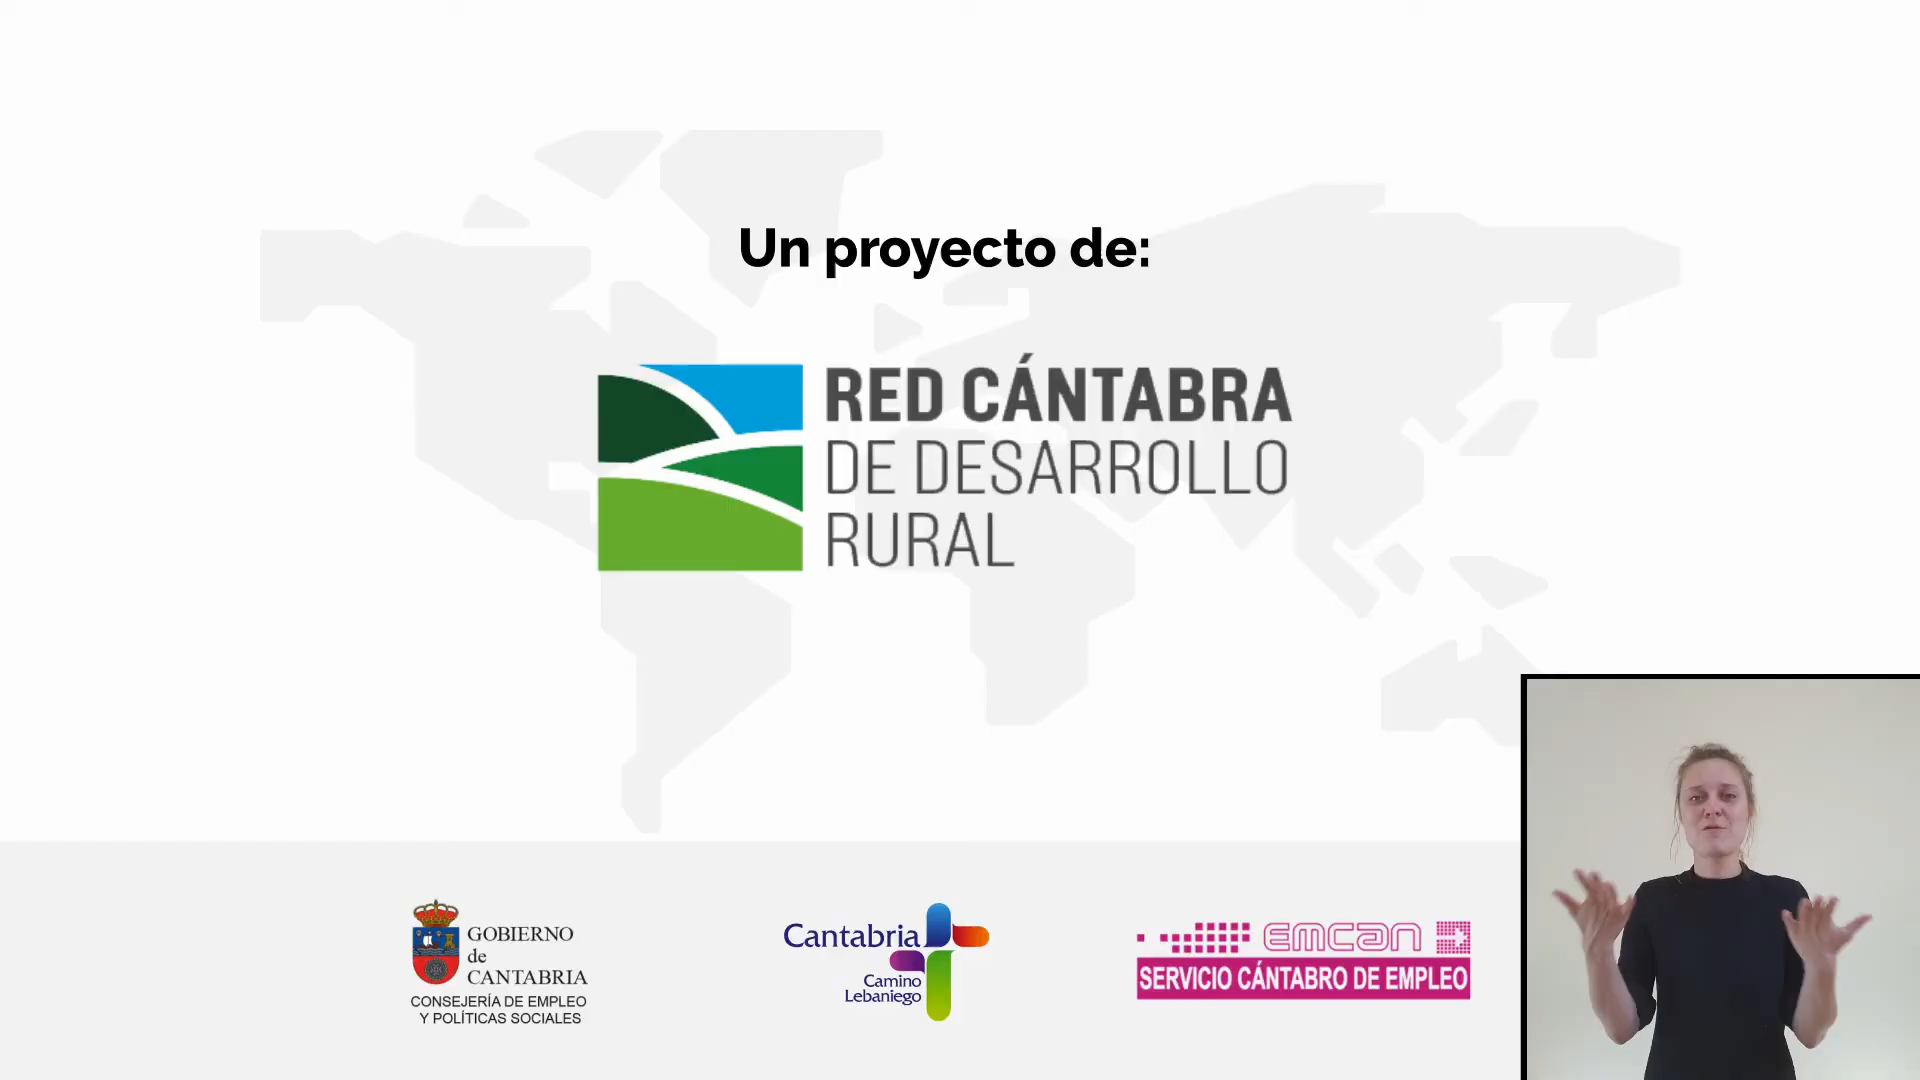 Un proyecto de:
RED CÁNTABRA
DE DESARROLLO
RURAL
GOBIERNO
de
CANTABRIA
CONSEJERÍA DE EMPLEO
Y POLÍTICAS SOCIALES
Cantabria
Camino
Lebaniego
emcan
SERVICIO CÁNTABRO DE EMPLEO